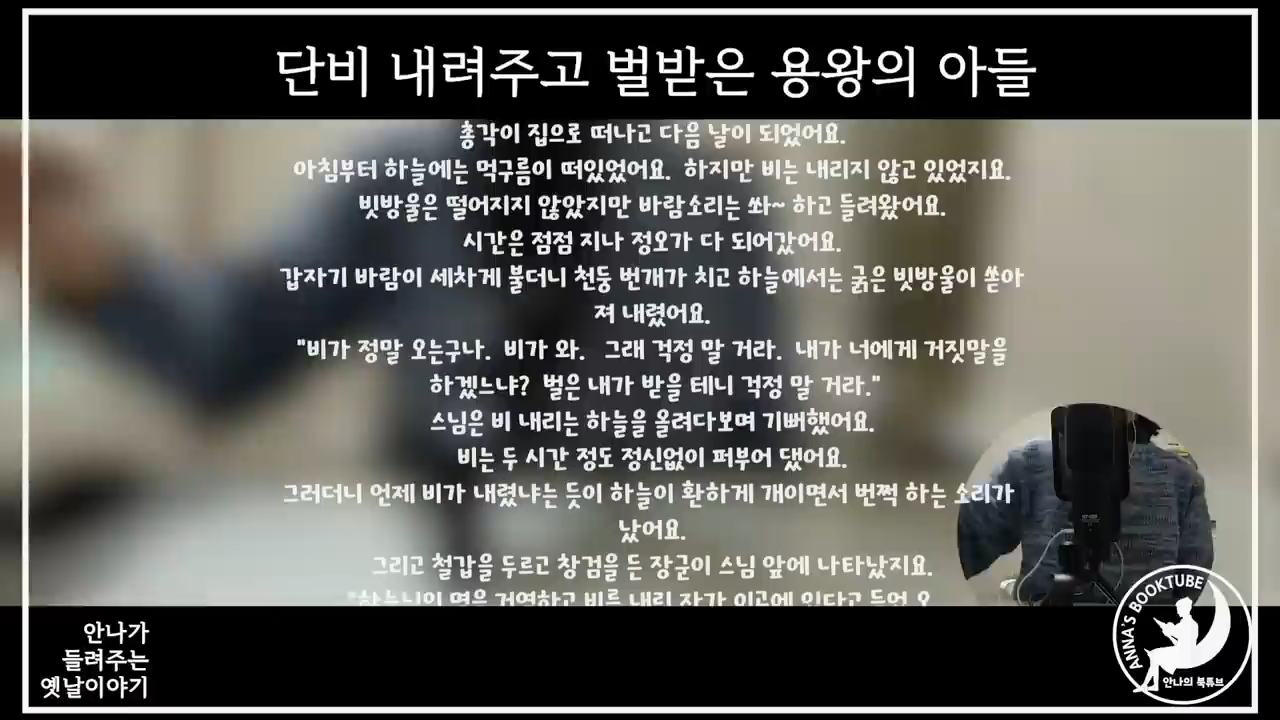 단비 내려주고 벌받은 용왕의 아들
총각이 집으로 떠나고 다음 날이 되었어요.
아침부터 하늘에는 먹구름이 떠있었어요. 하지만 비는 내리지 않고 있었지요.
빗방울은 떨어지지 않았지만 바람소리는 쏴~ 하고 들려왔어요.
시간은 점점 지나 정오가 다 되어갔어요.
갑자기 바람이 세차게 불더니 천둥 번개가 치고 하늘에서는 굵은 빗방울이 쏟아
져 내렸어요.
"비가 정말 오는구나. 비가 와. 그래 걱정 말 거라. 내가 너에게 거짓말을
하겠느냐? 벌은 내가 받을 테니 걱정 말 거라."
스님은 비 내리는 하늘을 올려다보며 기뻐했어요.
비는 두 시간 정도 정신없이 퍼부어 댔어요.
그러더니 언제 비가 내렸냐는 듯이 하늘이 환하게 개이면서 번쩍 하는 소리가
났어요.
그리고 철갑을 두르고 창검을 든 장군이 스님 앞에 나타났지요.
안나가
들려주는
옛날이야기
ANNA'S BOOKTUBE
안나의 북튜브